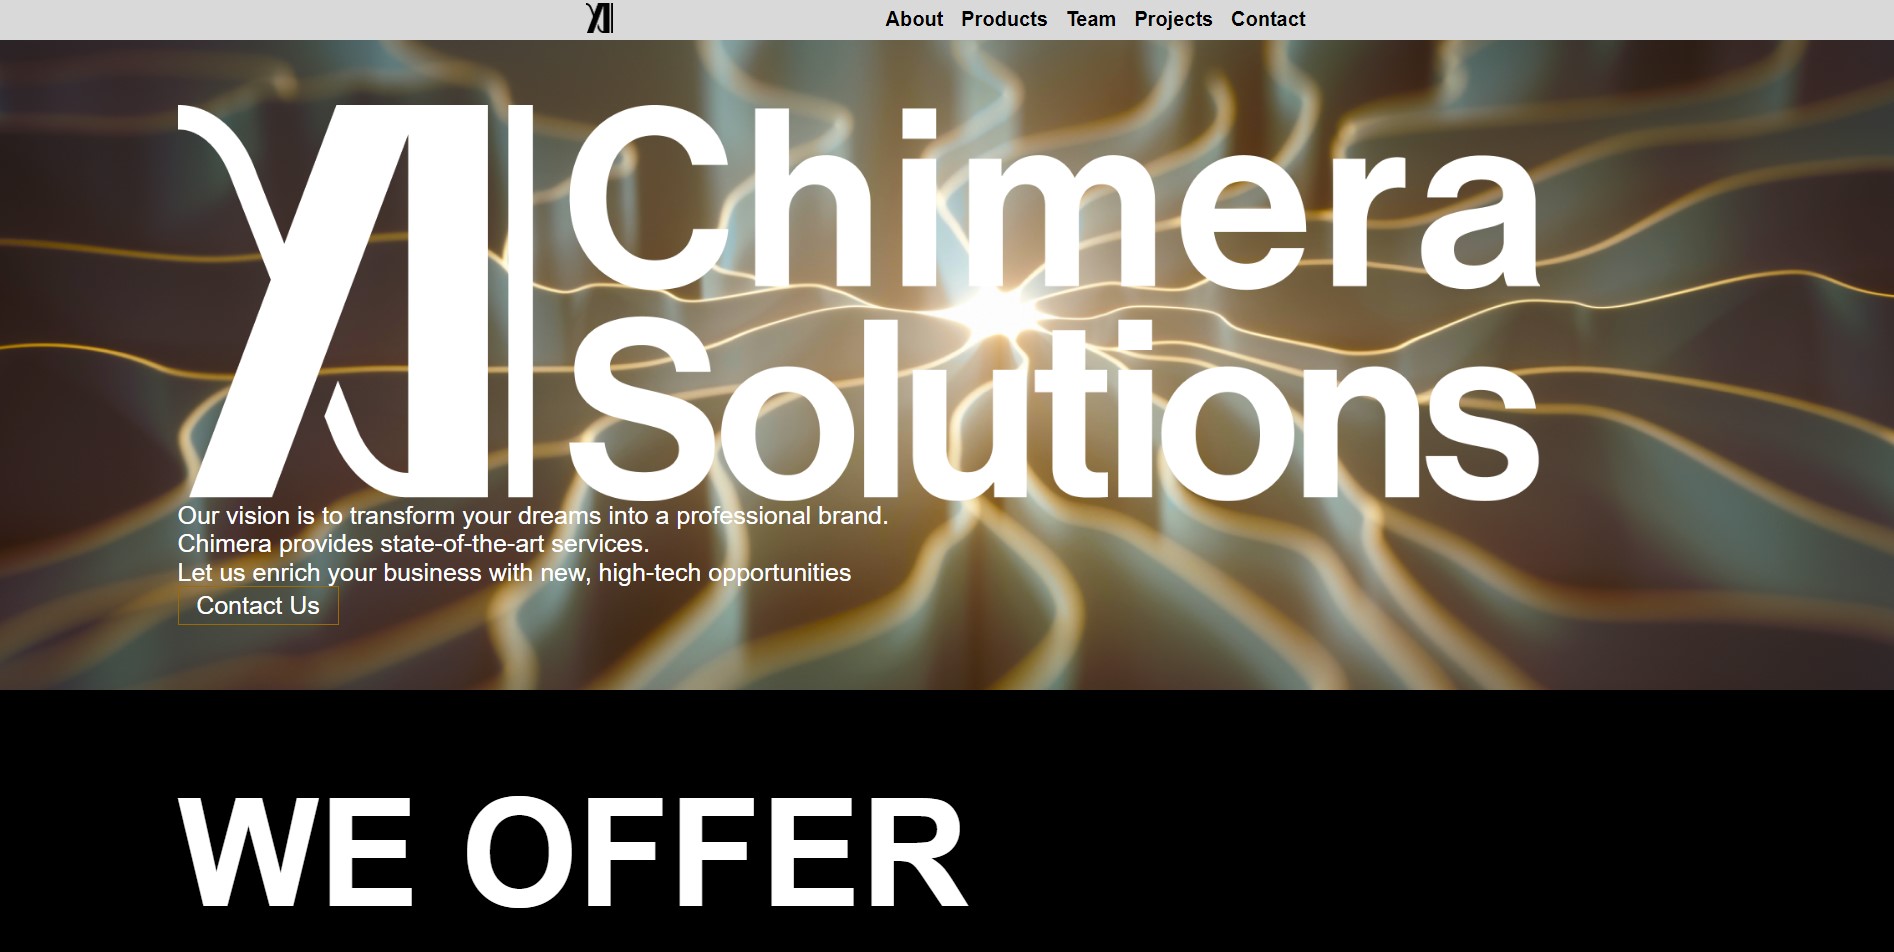 About Products Team Projects Contact
Chimera
Solutions
Our vision is to transform your dreams into a professional brand.
Chimera provides state-of-the-art services.
Let us enrich your business with new, high-tech opportunities
Contact Us
WE OFFER